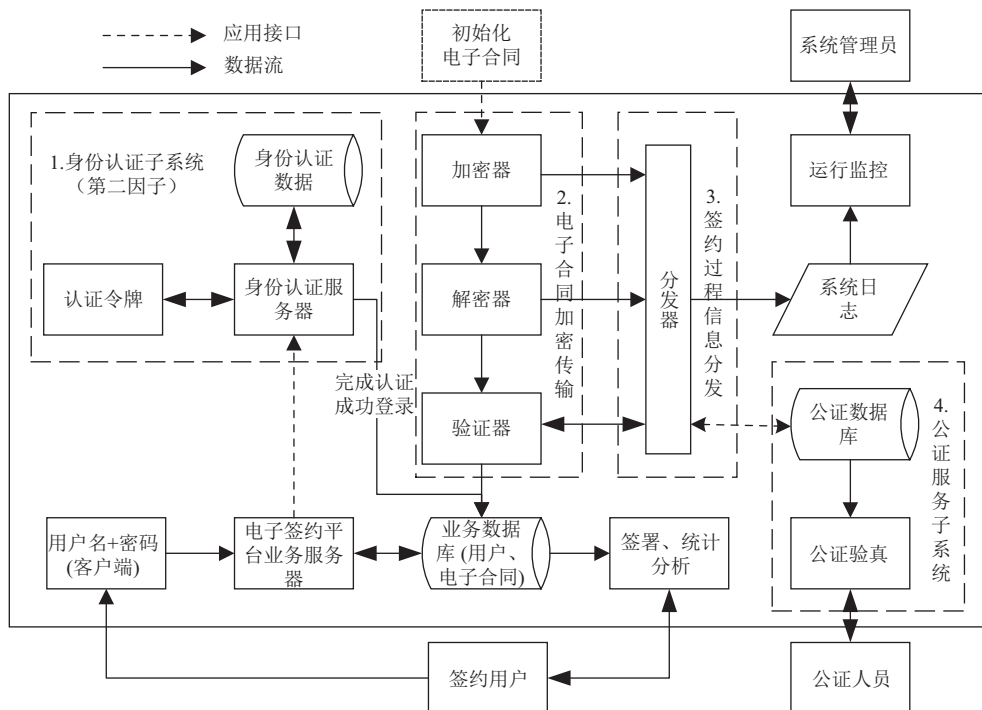 应用接口
数据流
初始化
电子合同
系统管理员
1.身份认证子系统
（第二因子）
身份认证
数据
认证令牌
身份认证服
务器
完成认证
成功登录
加密器
解密器
验证器
2.电子合同加密传输
分发器
3.签约过程信息分发
运行监控
系统日
志
公证数据
库
公证验真
4.公证服务子系统
用户名+密码
(客户端)
电子签约平
台业务服务
器
业务数据
库 (用户、
电子合同)
签署、统计
分析
签约用户
公证人员